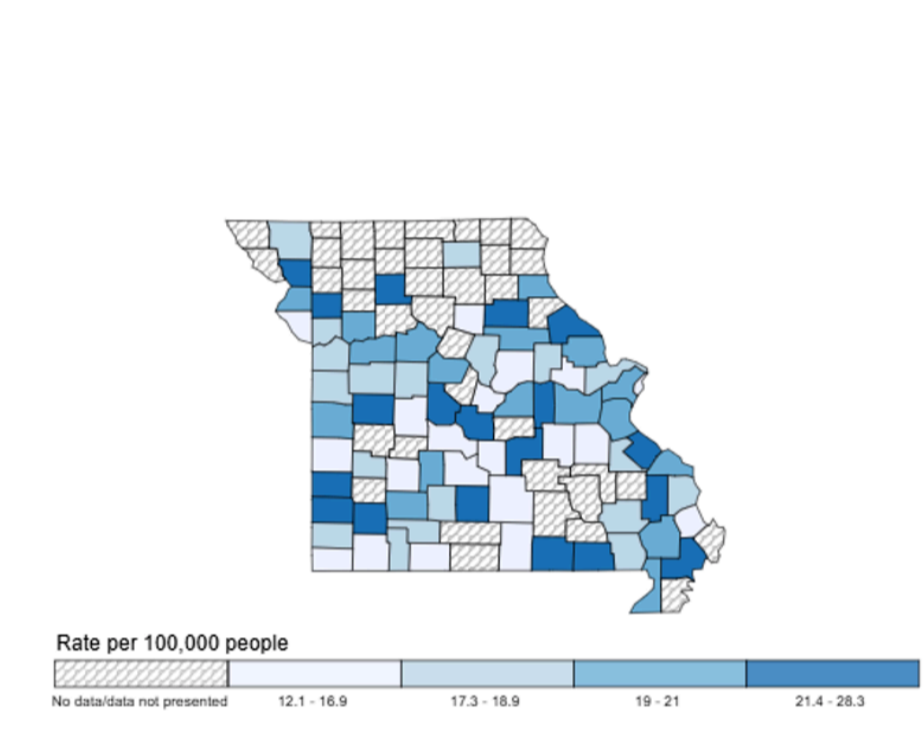 Rate per 100,000 people
No data/data not presented 12.1 - 16.9 17.3 - 18.9 19 - 21 21.4 - 28.3